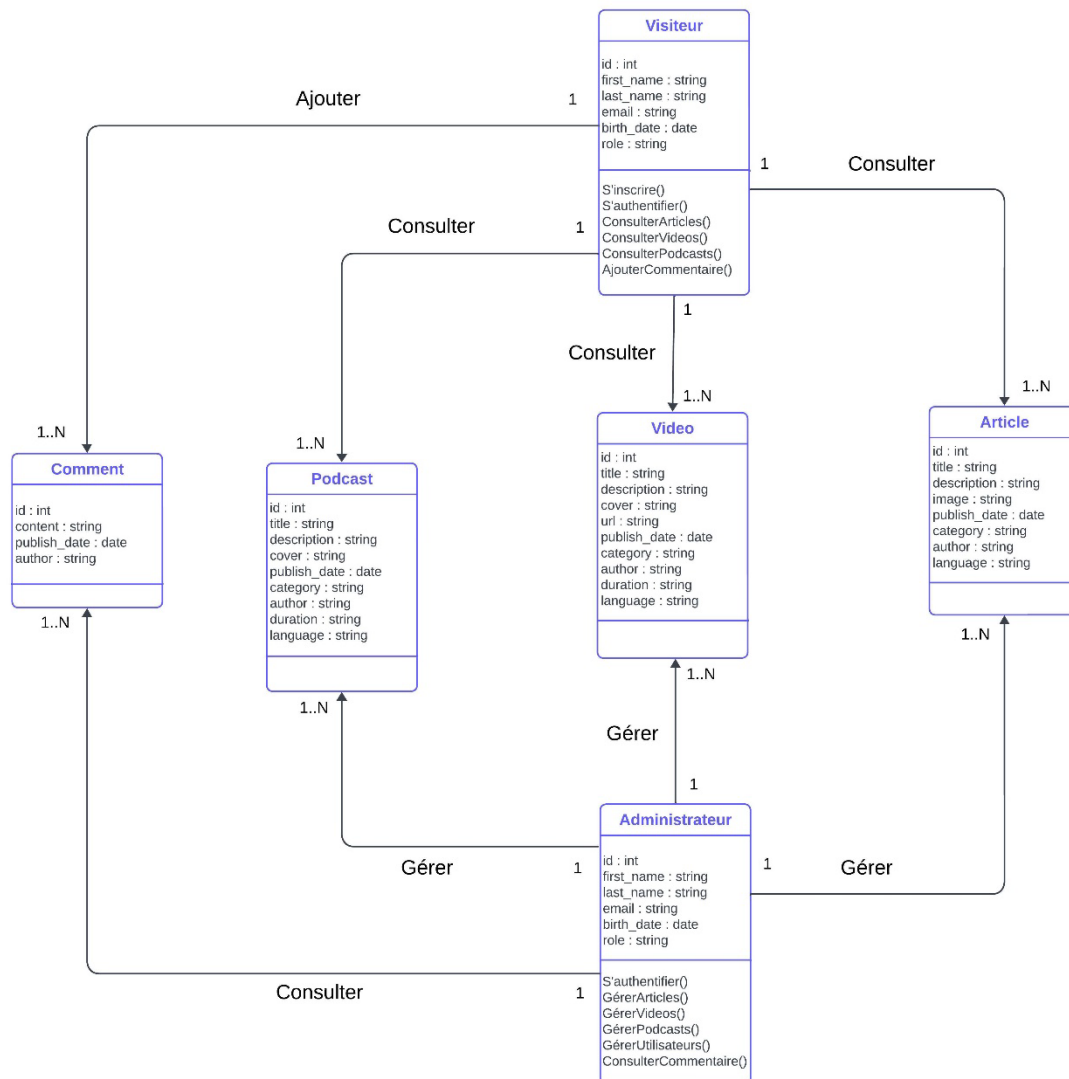 Visiteur
id : int
first_name : string
last_name : string
email : string
birth_date : date
role : string
S'inscrire()
S'authentifier()
ConsulterArticles()
ConsulterVideos()
ConsulterPodcasts()
AjouterCommentaire()
Ajouter
1
1..N
Consulter
1
1..N
Consulter
1
1..N
Consulter
1
1..N
Comment
id : int
content : string
publish_date : date
author : string
Podcast
id : int
title : string
description : string
cover : string
publish_date : date
category : string
author : string
duration : string
language : string
Video
id : int
title : string
description : string
cover : string
url : string
publish_date : date
category : string
author : string
duration : string
language : string
Article
id : int
title : string
description : string
image : string
publish_date : date
category : string
author : string
language : string
1..N
1..N
1..N
1..N
Gérer
1
Gérer
1
Gérer
1
Consulter
1
Administrateur
id : int
first_name : string
last_name : string
email : string
birth_date : date
role : string
S'authentifier()
GérerArticles()
GérerVideos()
GérerPodcasts()
GérerUtilisateurs()
ConsulterCommentaire()